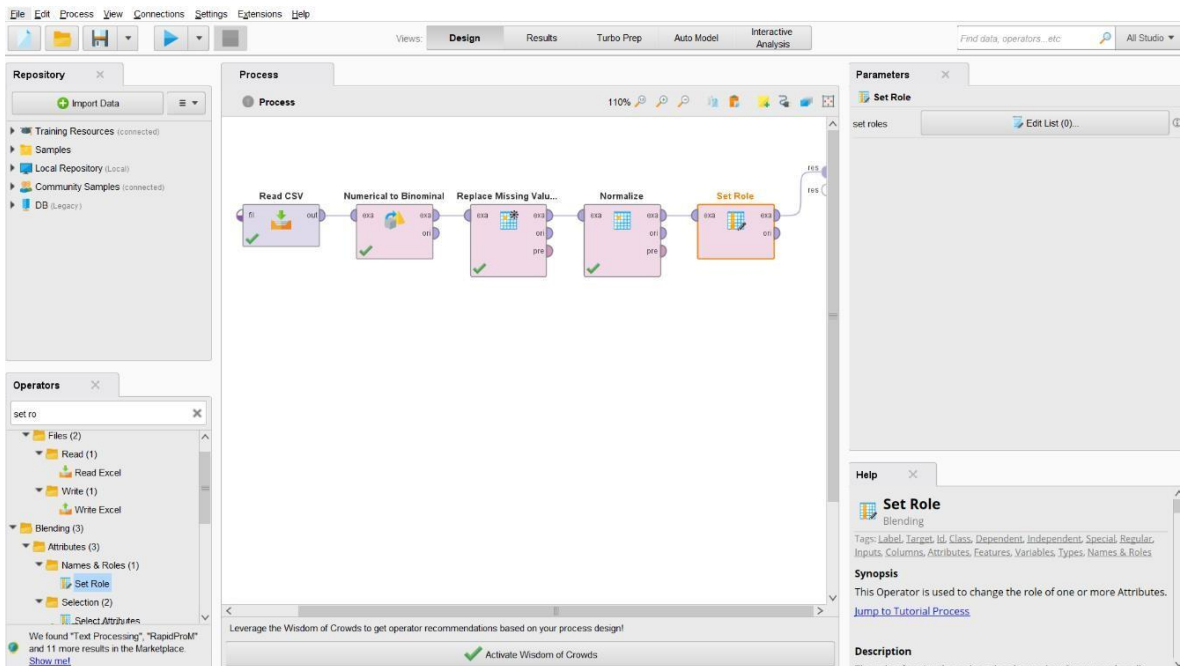 File Edit Process View Connections Settings Extensions Help
Views: Design Results Turbo Prep Auto Model Interactive Analysis
Find data, operators...etc All Studio
Repository
Import Data
Training Resources (connected)
Samples
Local Repository (Local)
Community Samples (connected)
DB (Legacy)
Process
Process
110%
res
res
Read CSV Numerical to Binominal Replace Missing Valu... Normalize Set Role
fil out exa exa exa exa exa exa exa exa
ori ori ori ori
pre pre
Parameters
Set Role
set roles Edit List (0)...
Operators
set ro
Files (2)
Read (1)
Read Excel
Write (1)
Write Excel
Blending (3)
Attributes (3)
Names & Roles (1)
Set Role
Selection (2)
Select Attributes
We found "Text Processing", "RapidProM"
and 11 more results in the Marketplace.
Show me!
Leverage the Wisdom of Crowds to get operator recommendations based on your process design!
Activate Wisdom of Crowds
Help
Set Role
Blending
Tags: Label, Target, Id, Class, Dependent, Independent, Special, Regular,
Inputs, Columns, Attributes, Features, Variables, Types, Names & Roles
Synopsis
This Operator is used to change the role of one or more Attributes.
Jump to Tutorial Process
Description